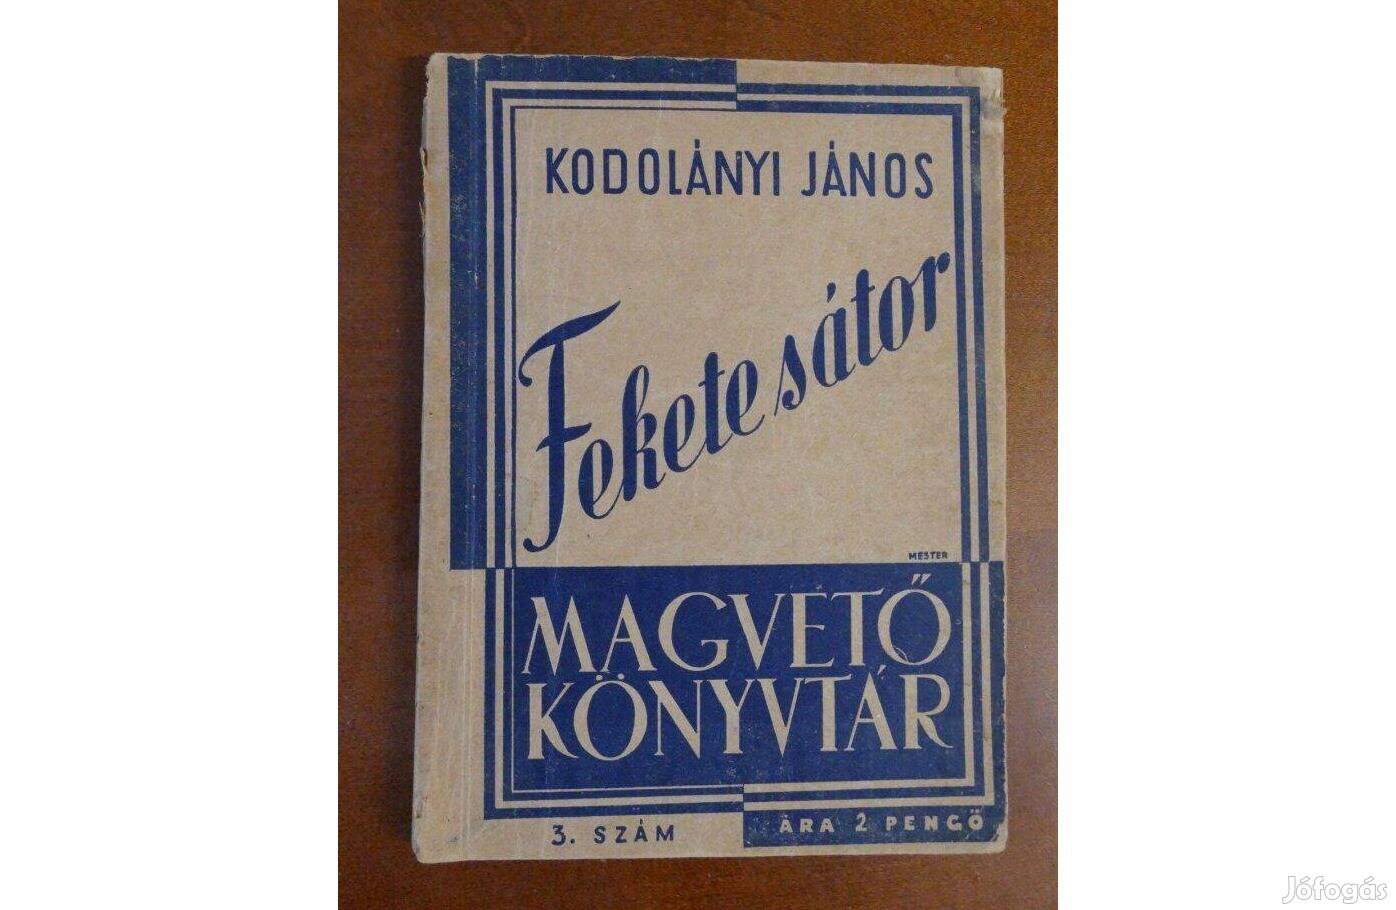 KODOLÁNYI JÁNOS
Fekete sátor
MESTER
MAGVETŐ
KÖNYVTÁR
3. SZÁM
ÁRA 2 PENGŐ
Jófogás